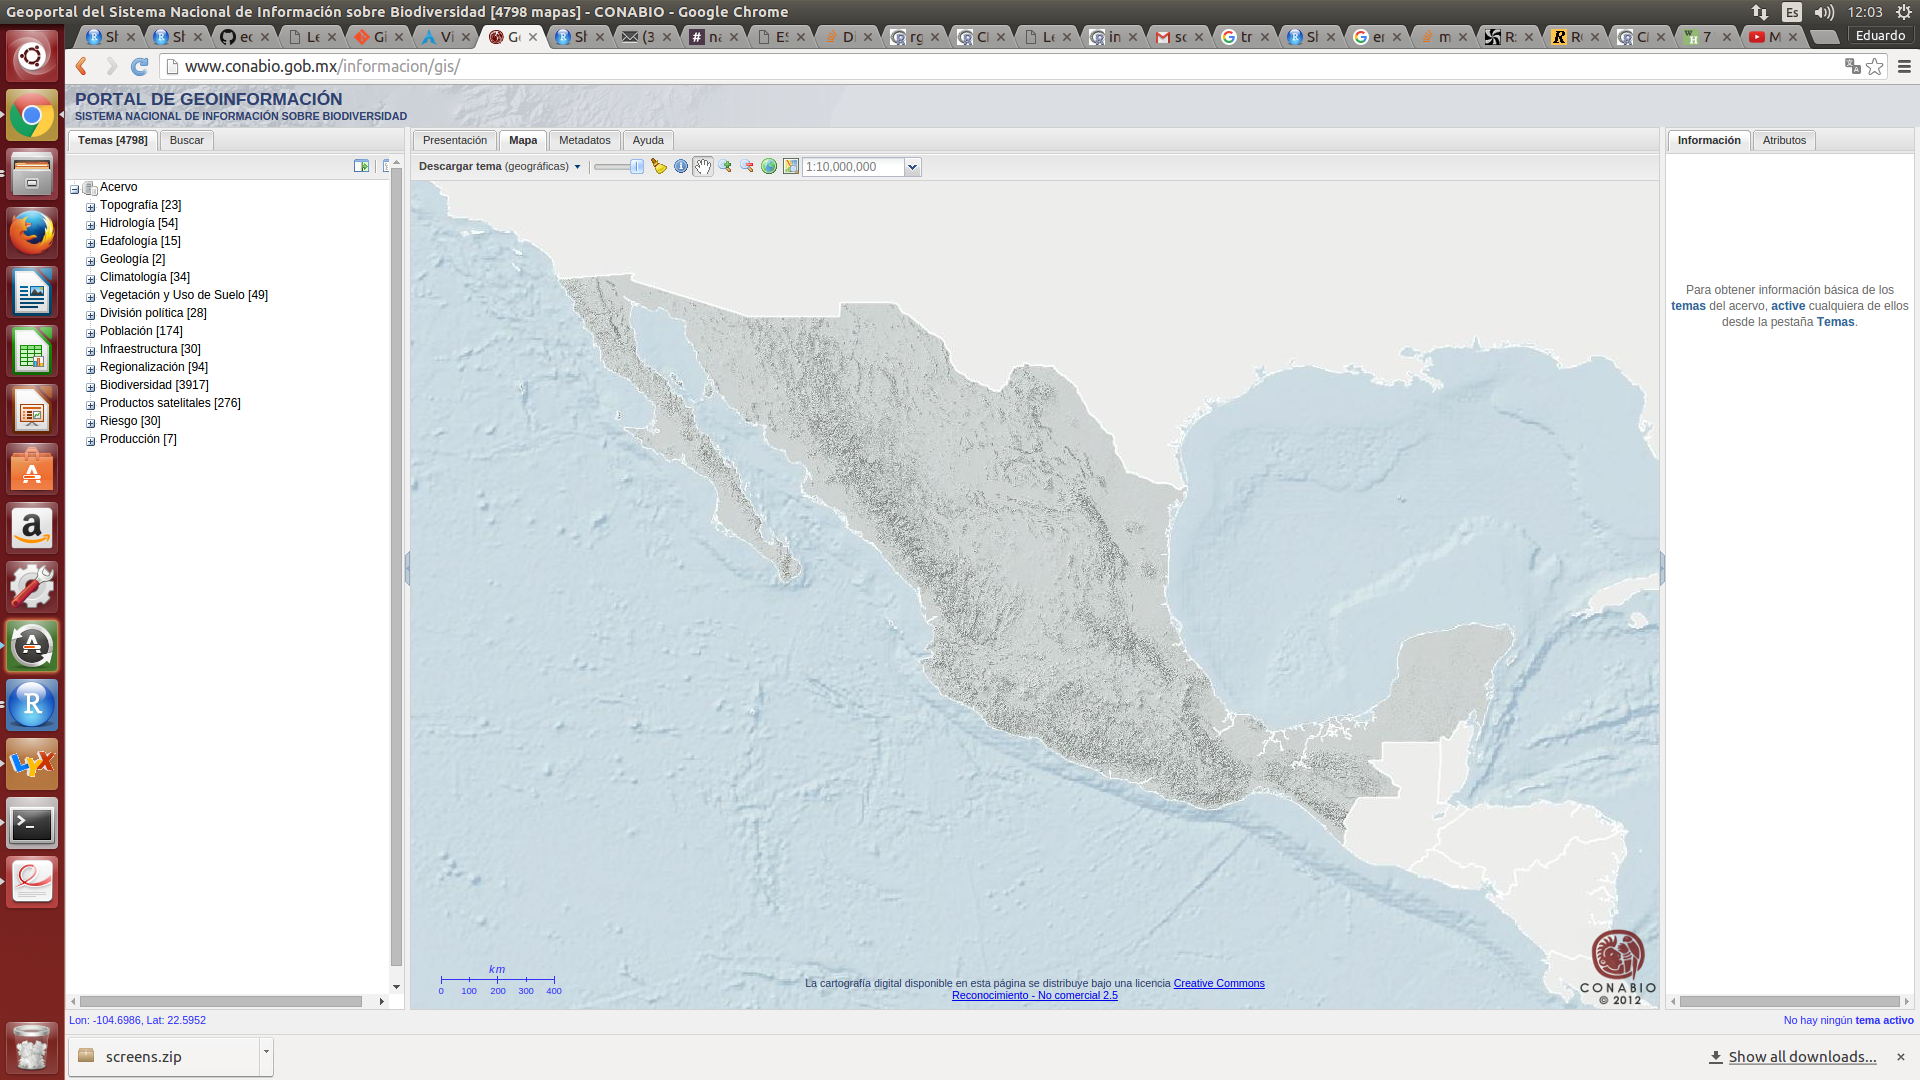 Geoportal del Sistema Nacional de Información sobre Biodiversidad [4798 mapas] - CONABIO - Google Chrome
Es
12:03
Eduardo
www.conabio.gob.mx/informacion/gis/
PORTAL DE GEOINFORMACIÓN
SISTEMA NACIONAL DE INFORMACIÓN SOBRE BIODIVERSIDAD
Temas [4798]
Buscar
Presentación
Mapa
Metadatos
Ayuda
Información
Atributos
Descargar tema (geográficas)
1:10,000,000
Acervo
Topografía [23]
Hidrología [54]
Edafología [15]
Geología [2]
Climatología [34]
Vegetación y Uso de Suelo [49]
División política [28]
Población [174]
Infraestructura [30]
Regionalización [94]
Biodiversidad [3917]
Productos satelitales [276]
Riesgo [30]
Producción [7]
Para obtener información básica de los
temas del acervo, active cualquiera de ellos
desde la pestaña Temas.
km
0 100 200 300 400
La cartografía digital disponible en esta página se distribuye bajo una licencia Creative Commons
Reconocimiento - No comercial 2.5
CONABIO
© 2012
Lon: -104.6986, Lat: 22.5952
No hay ningún tema activo
screens.zip
Show all downloads...